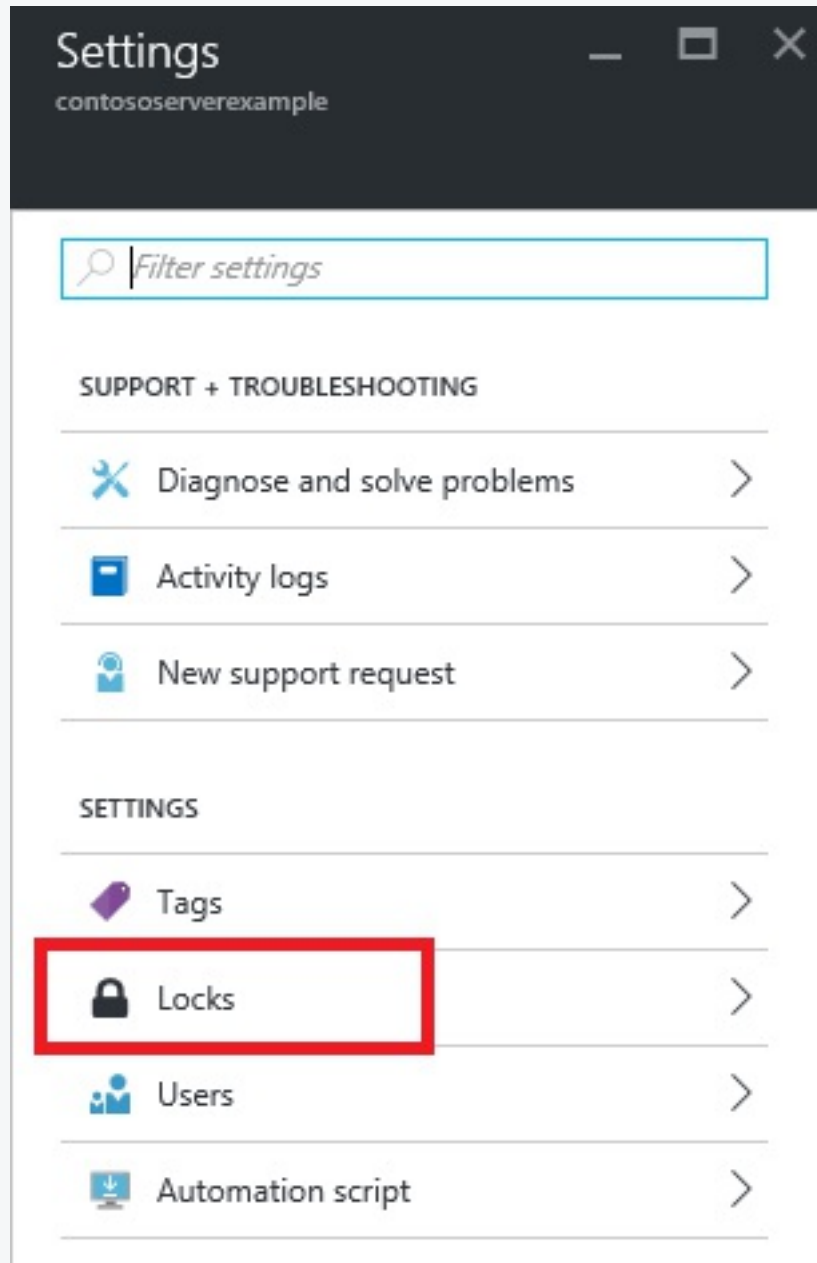 Settings
contososerverexample
Filter settings
SUPPORT + TROUBLESHOOTING
Diagnose and solve problems
Activity logs
New support request
SETTINGS
Tags
Locks
Users
Automation script